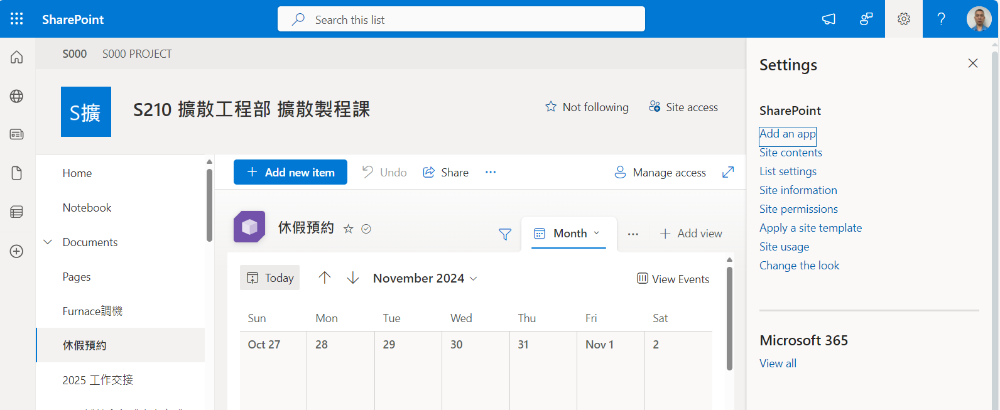 SharePoint
Search this list
S000 S000 PROJECT
S擴
S210 擴散工程部 擴散製程課
Not following
Site access
Home
Notebook
Documents
Pages
Furnace調機
休假預約
2025 工作交接
Add new item
Undo
Share
Manage access
休假預約
Month
Add view
Today
November 2024
View Events
Sun Mon Tue Wed Thu Fri Sat
Oct 27 28 29 30 31 Nov 1 2
Settings
SharePoint
Add an app
Site contents
List settings
Site information
Site permissions
Apply a site template
Site usage
Change the look
Microsoft 365
View all